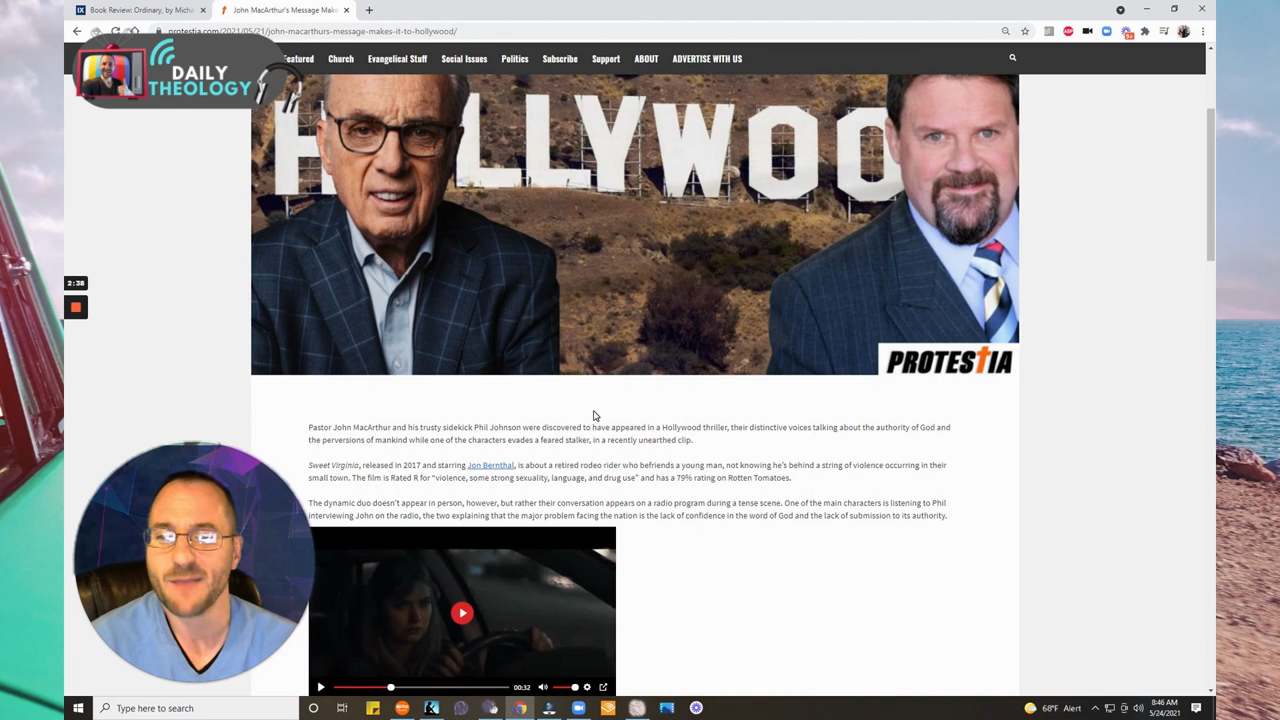 Book Review: Ordinary, by Micha
John MacArthur's Message Make
protestia.com/2021/05/21/john-macarthurs-message-makes-it-to-hollywood/
DAILY
THEOLOGY
Featured
Church
Evangelical Stuff
Social Issues
Politics
Subscribe
Support
ABOUT
ADVERTISE WITH US
HOLLYWOO
PROTESTIA
2:38
Pastor John MacArthur and his trusty sidekick Phil Johnson were discovered to have appeared in a Hollywood thriller, their distinctive voices talking about the authority of God and
the perversions of mankind while one of the characters evades a feared stalker, in a recently unearthed clip.
Sweet Virginia, released in 2017 and starring Jon Bernthal, is about a retired rodeo rider who befriends a young man, not knowing he's behind a string of violence occurring in their
small town. The film is Rated R for "violence, some strong sexuality, language, and drug use" and has a 79% rating on Rotten Tomatoes.
The dynamic duo doesn't appear in person, however, but rather their conversation appears on a radio program during a tense scene. One of the main characters is listening to Phil
interviewing John on the radio, the two explaining that the major problem facing the nation is the lack of confidence in the word of God and the lack of submission to its authority.
00:32
Type here to search
68°F Alert
8:46 AM
5/24/2021